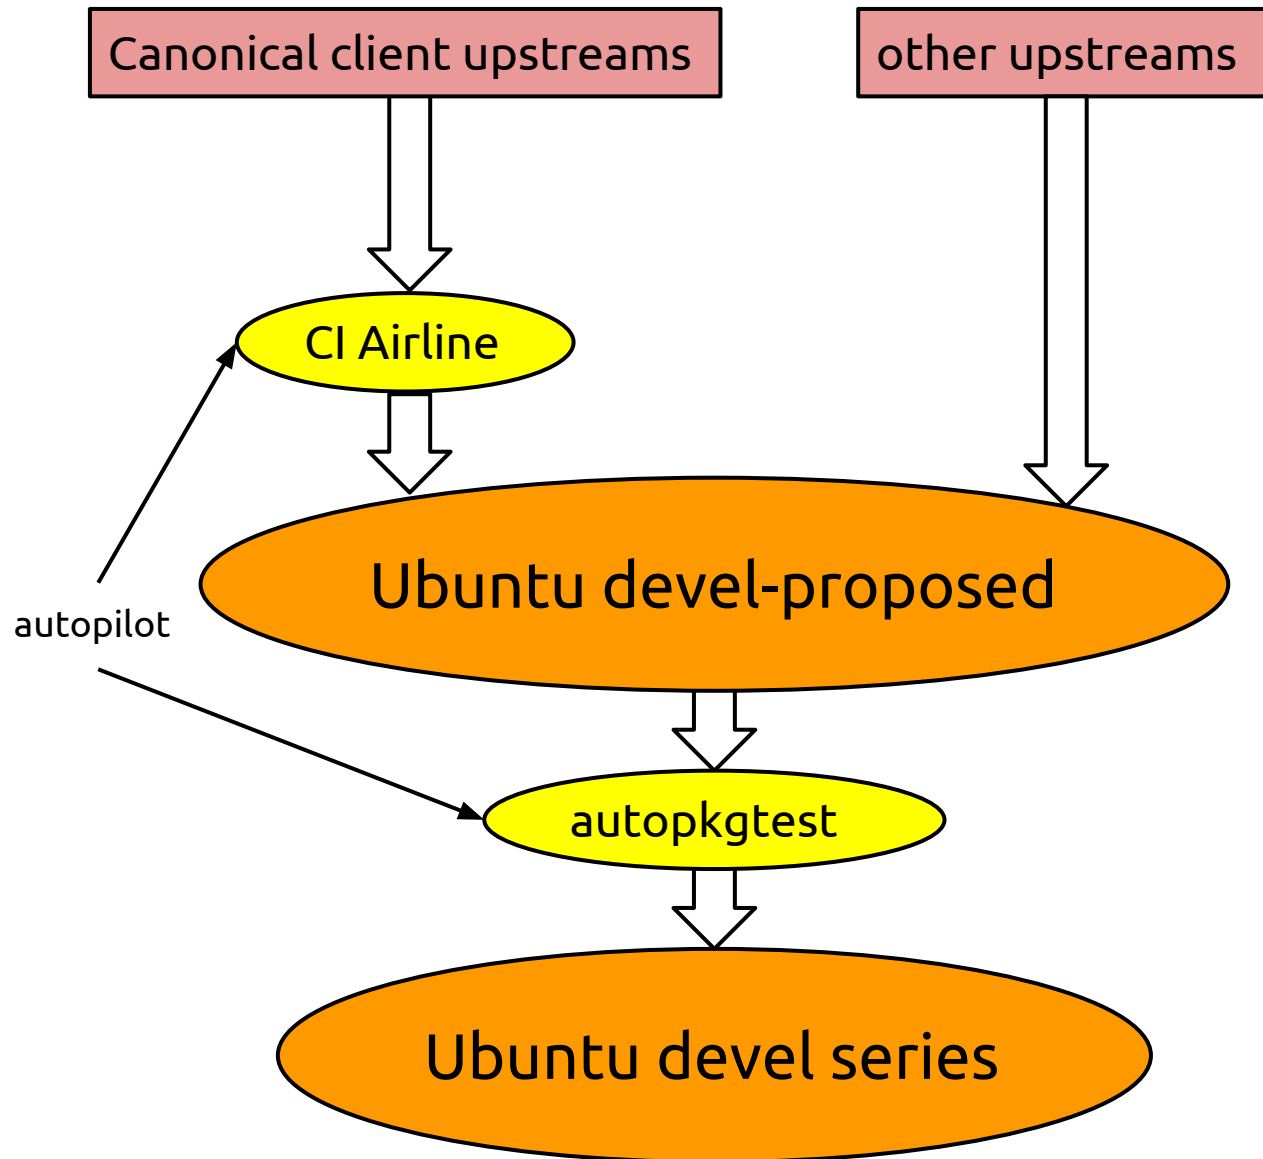 Canonical client upstreams
other upstreams
CI Airline
Ubuntu devel-proposed
autopilot
autopkgtest
Ubuntu devel series